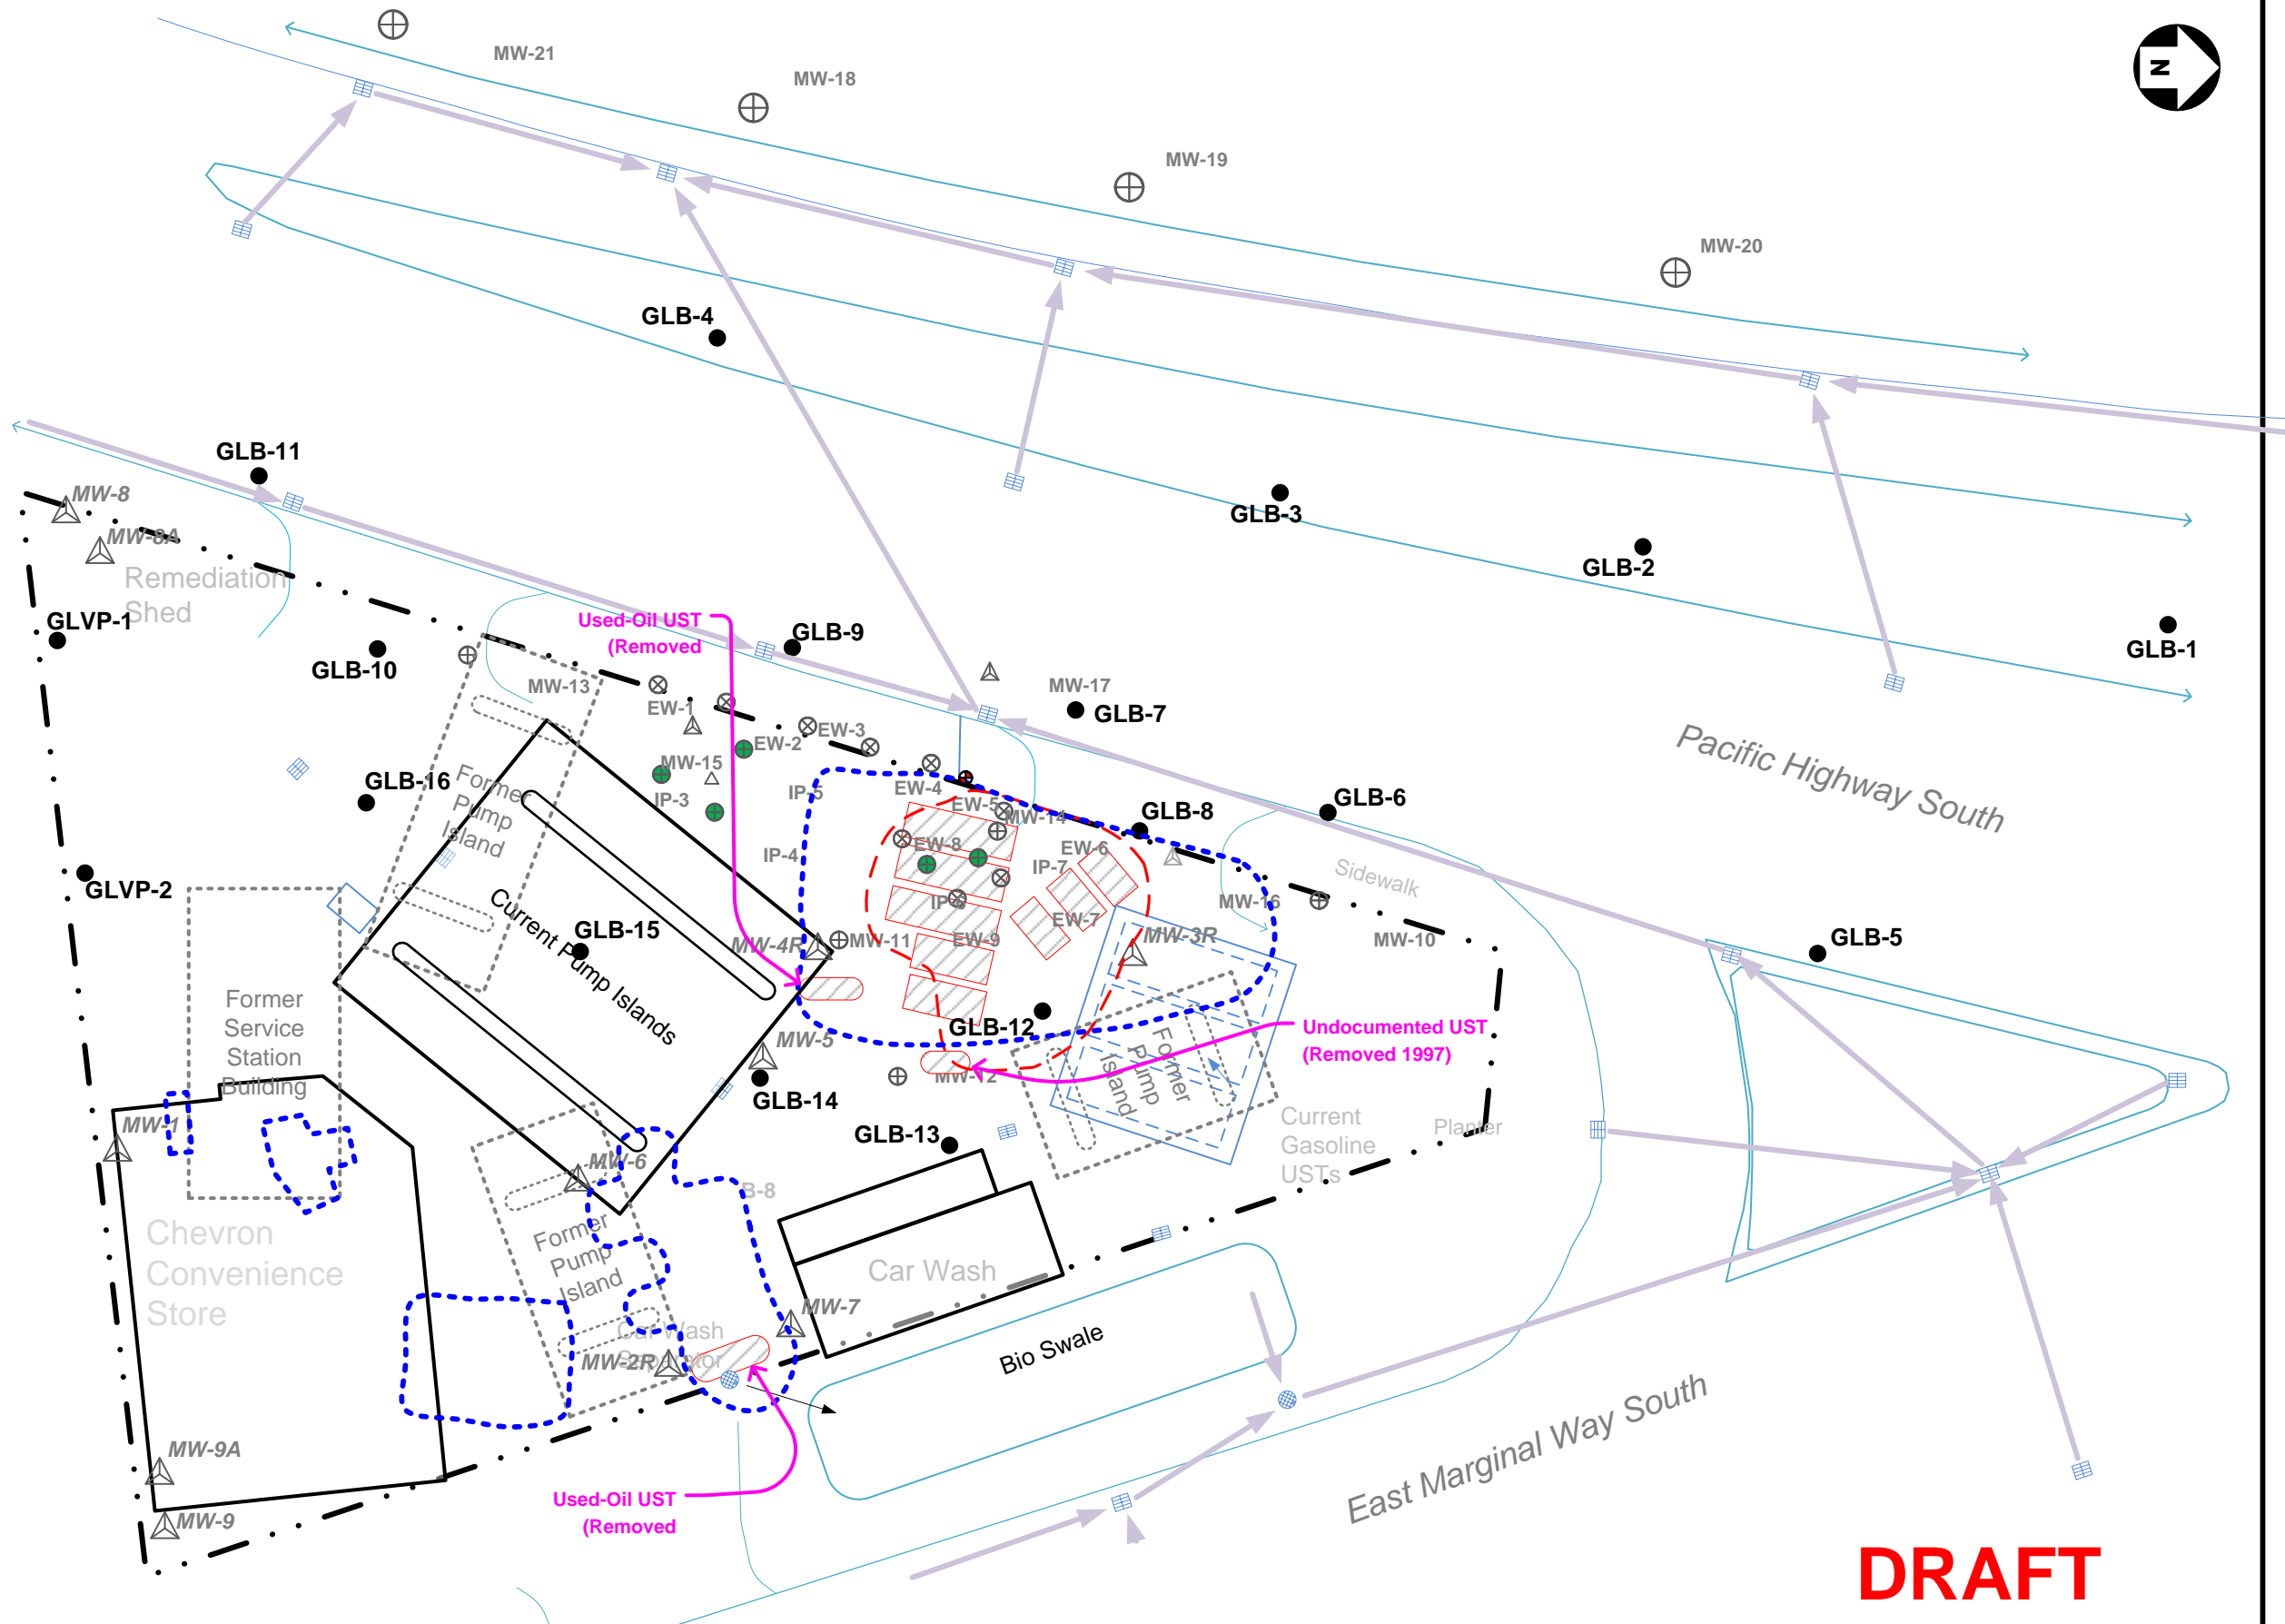 MW-21
MW-18
N
MW-19
MW-20
GLB-4
GLB-11
MW-8
MW-8A
GLB-3
GLB-2
Remediation
Shed
GLVP-1
Used-Oil UST
(Removed
GLB-9
GLB-1
GLB-10
MW-13
MW-17
EW-1
GLB-7
EW-3
EW-2
MW-15
Pacific Highway South
GLB-16
Former
Pump
Island
IP-3
IP-5
EW-4
EW-5
MW-14
GLB-8
GLB-6
IP-4
EW-8
EW-6
IP-7
Sidewalk
GLVP-2
IP-6
MW-16
Current Pump Islands
GLB-15
MW-4R
MW-11
EW-9
EW-7
MW-3R
MW-10
GLB-5
Former
Service
Station
Building
GLB-12
Undocumented UST
(Removed 1997)
MW-5
MW-12
Former
Pump
Island
GLB-14
MW-1
GLB-13
Current
Gasoline
USTs
Planter
MW-6
B-8
Chevron
Convenience
Store
Former
Pump
Island
Car Wash
MW-7
Car Wash
Separator
MW-2R
Bio Swale
East Marginal Way South
MW-9A
Used-Oil UST
(Removed
MW-9
DRAFT